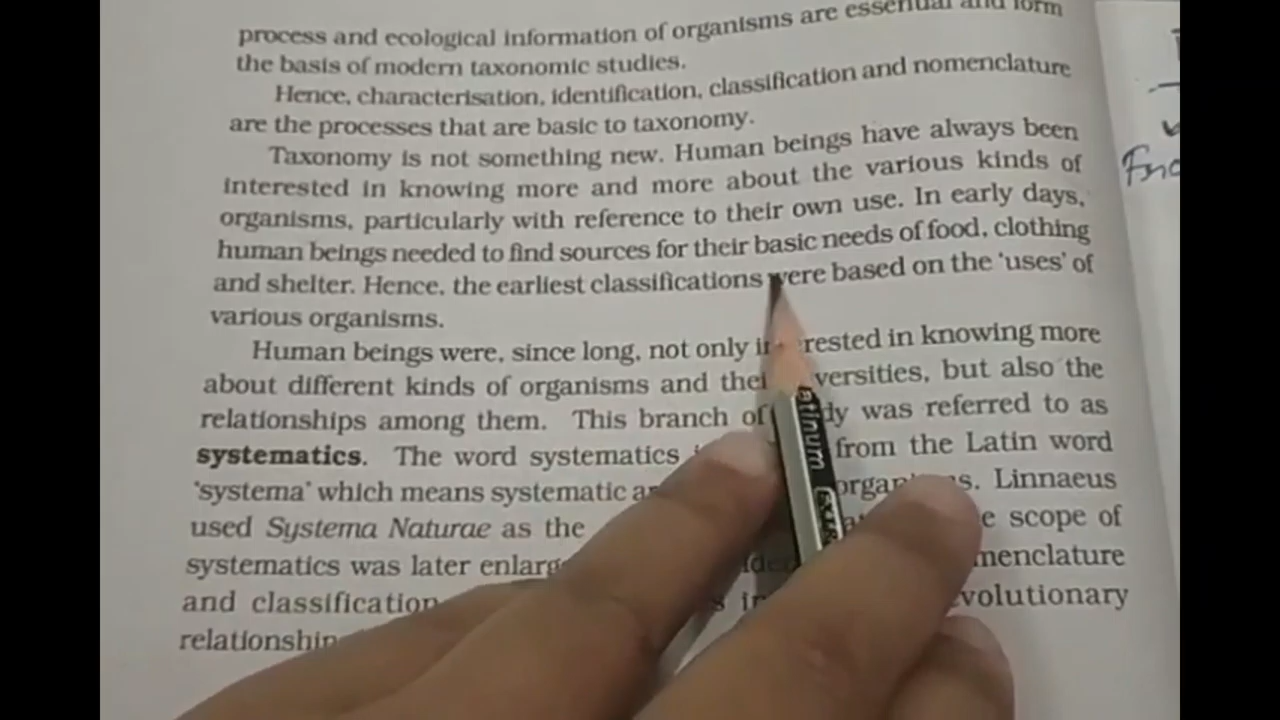 process and ecological information of organisms are essential and form
the basis of modern taxonomic studies.
Hence, characterisation, identification, classification and nomenclature
are the processes that are basic to taxonomy.
Taxonomy is not something new. Human beings have always been
interested in knowing more and more about the various kinds of
organisms, particularly with reference to their own use. In early days,
human beings needed to find sources for their basic needs of food, clothing
and shelter. Hence, the earliest classifications were based on the 'uses' of
various organisms.
Human beings were, since long, not only in rested in knowing more
about different kinds of organisms and thei versities, but also the
relationships among them. This branch of dy was referred to as
systematics. The word systematics from the Latin word
'systema' which means systematic ar organ s. Linnaeus
used Systema Naturae as the e scope of
systematics was later enlarg menclature
and classification in volutionary
relationship
atinum